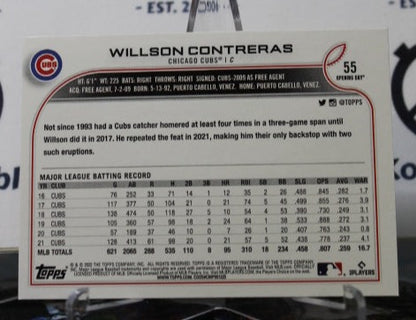 WILLSON CONTRERAS
CHICAGO CUBS | C
55
OPENING DAY
CUBS
HT: 6'1" WT: 225 BATS: RIGHT THROWS: RIGHT SIGNED: CUBS-2009 AS FREE AGENT
ACQ: FREE AGENT, 7-2-09 BORN: 5-13-92, PUERTO CABELLO, VENEZ. HOME: PUERTO CABELLO, VENEZ.
@TOPPS
Not since 1993 had a Cubs catcher homered at least four times in a three-game span until
Willson did it in 2017. He repeated the feat in 2021, making him their only backstop with two
such eruptions.
MAJOR LEAGUE BATTING RECORD
YR CLUB G AB R H 2B 3B HR RBI SB BB SLG OPS AVG WAR
16 CUBS 76 252 33 71 14 1 12 35 2 26 .488 .845 .282 1.7
17 CUBS 117 377 50 104 21 0 21 74 5 45 .499 .855 .276 3.9
18 CUBS 138 474 50 118 27 5 10 54 4 53 .390 .730 .249 3.1
19 CUBS 105 360 57 98 18 2 24 64 1 38 .533 .888 .272 3.1
20 CUBS 57 189 37 46 10 0 7 26 1 20 .407 .763 .243 0.8
21 CUBS 128 413 61 98 20 0 21 57 5 52 .438 .778 .237 4.1
MLB TOTALS 621 2065 288 535 110 8 95 310 18 234 .458 .807 .259 16.7
Topps
PLAYERS